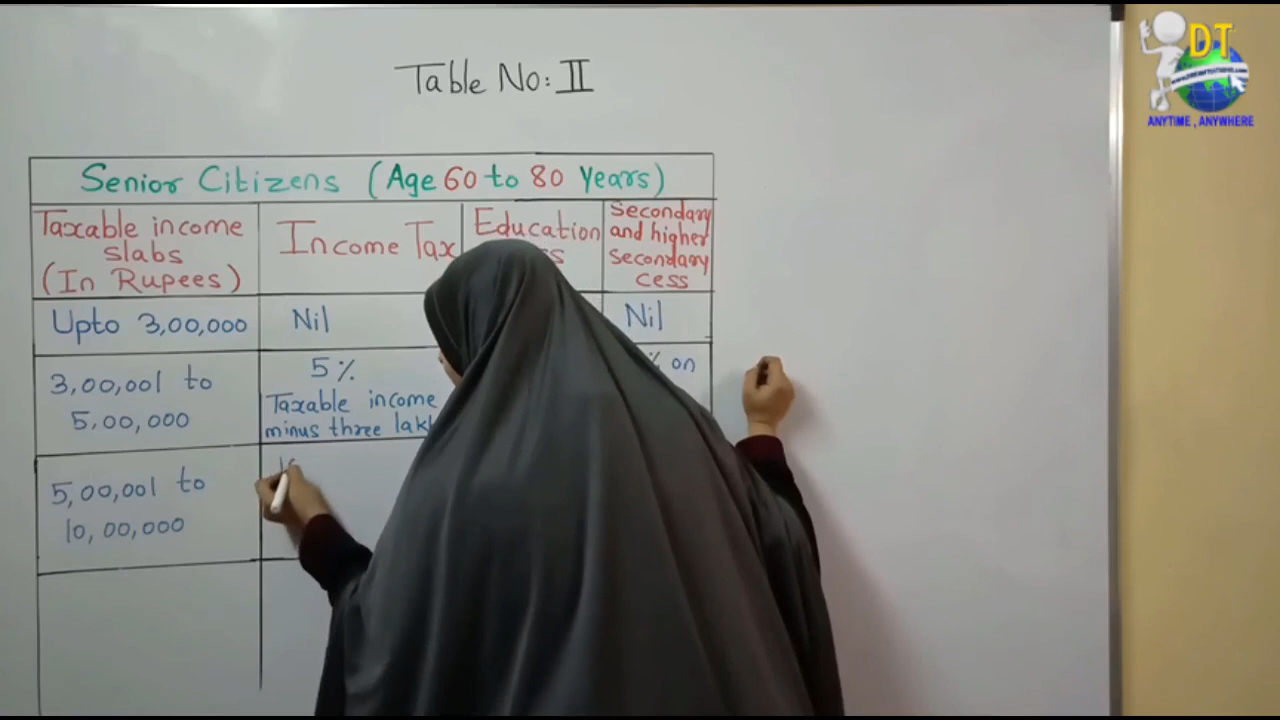 Table No: II
Senior Citizens (Age 60 to 80 Years)
Taxable income slabs (In Rupees)
Income Tax
Education
Secondary and higher secondary cess
Upto 3,00,000
Nil
Nil
3,00,001 to 5,00,000
5%
Taxable income
minus three
% on
5,00,001 to 10,00,000
DT
ANYTIME , ANYWHERE